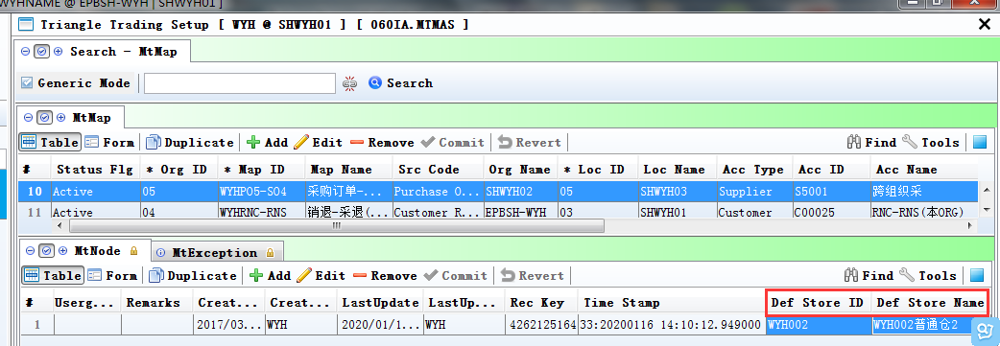 WYHNAME @ EPBSH-WYH | SHWYH01 ]
Triangle Trading Setup [ WYH @ SHWYH01 ] [ 060IA.MTMAS ]
Search - MtMap
Generic Mode Search
MtMap
Table Form Duplicate Add Edit Remove Commit Revert Find Tools
# Status Flg * Org ID * Map ID Map Name Src Code Org Name * Loc ID Loc Name Acc Type Acc ID Acc Name
10 Active 05 WYHPO5-SO4 采购订单-... Purchase O... SHWYH02 05 SHWYH03 Supplier S5001 跨组织采
11 Active 04 WYHRNC-RNS 销退-采退(... Customer R... EPBSH-WYH 03 SHWYH01 Customer C00025 RNC-RNS(本ORG)
MtNode MtException
Table Form Duplicate Add Edit Remove Commit Revert Find Tools
# Userg... Remarks Creat... Creat... LastUpdate LastUp... Rec Key Time Stamp Def Store ID Def Store Name
1 2017/03... WYH 2020/01/1... WYH 4262125164 33:20200116 14:10:12.949000 WYH002 WYH002普通仓2